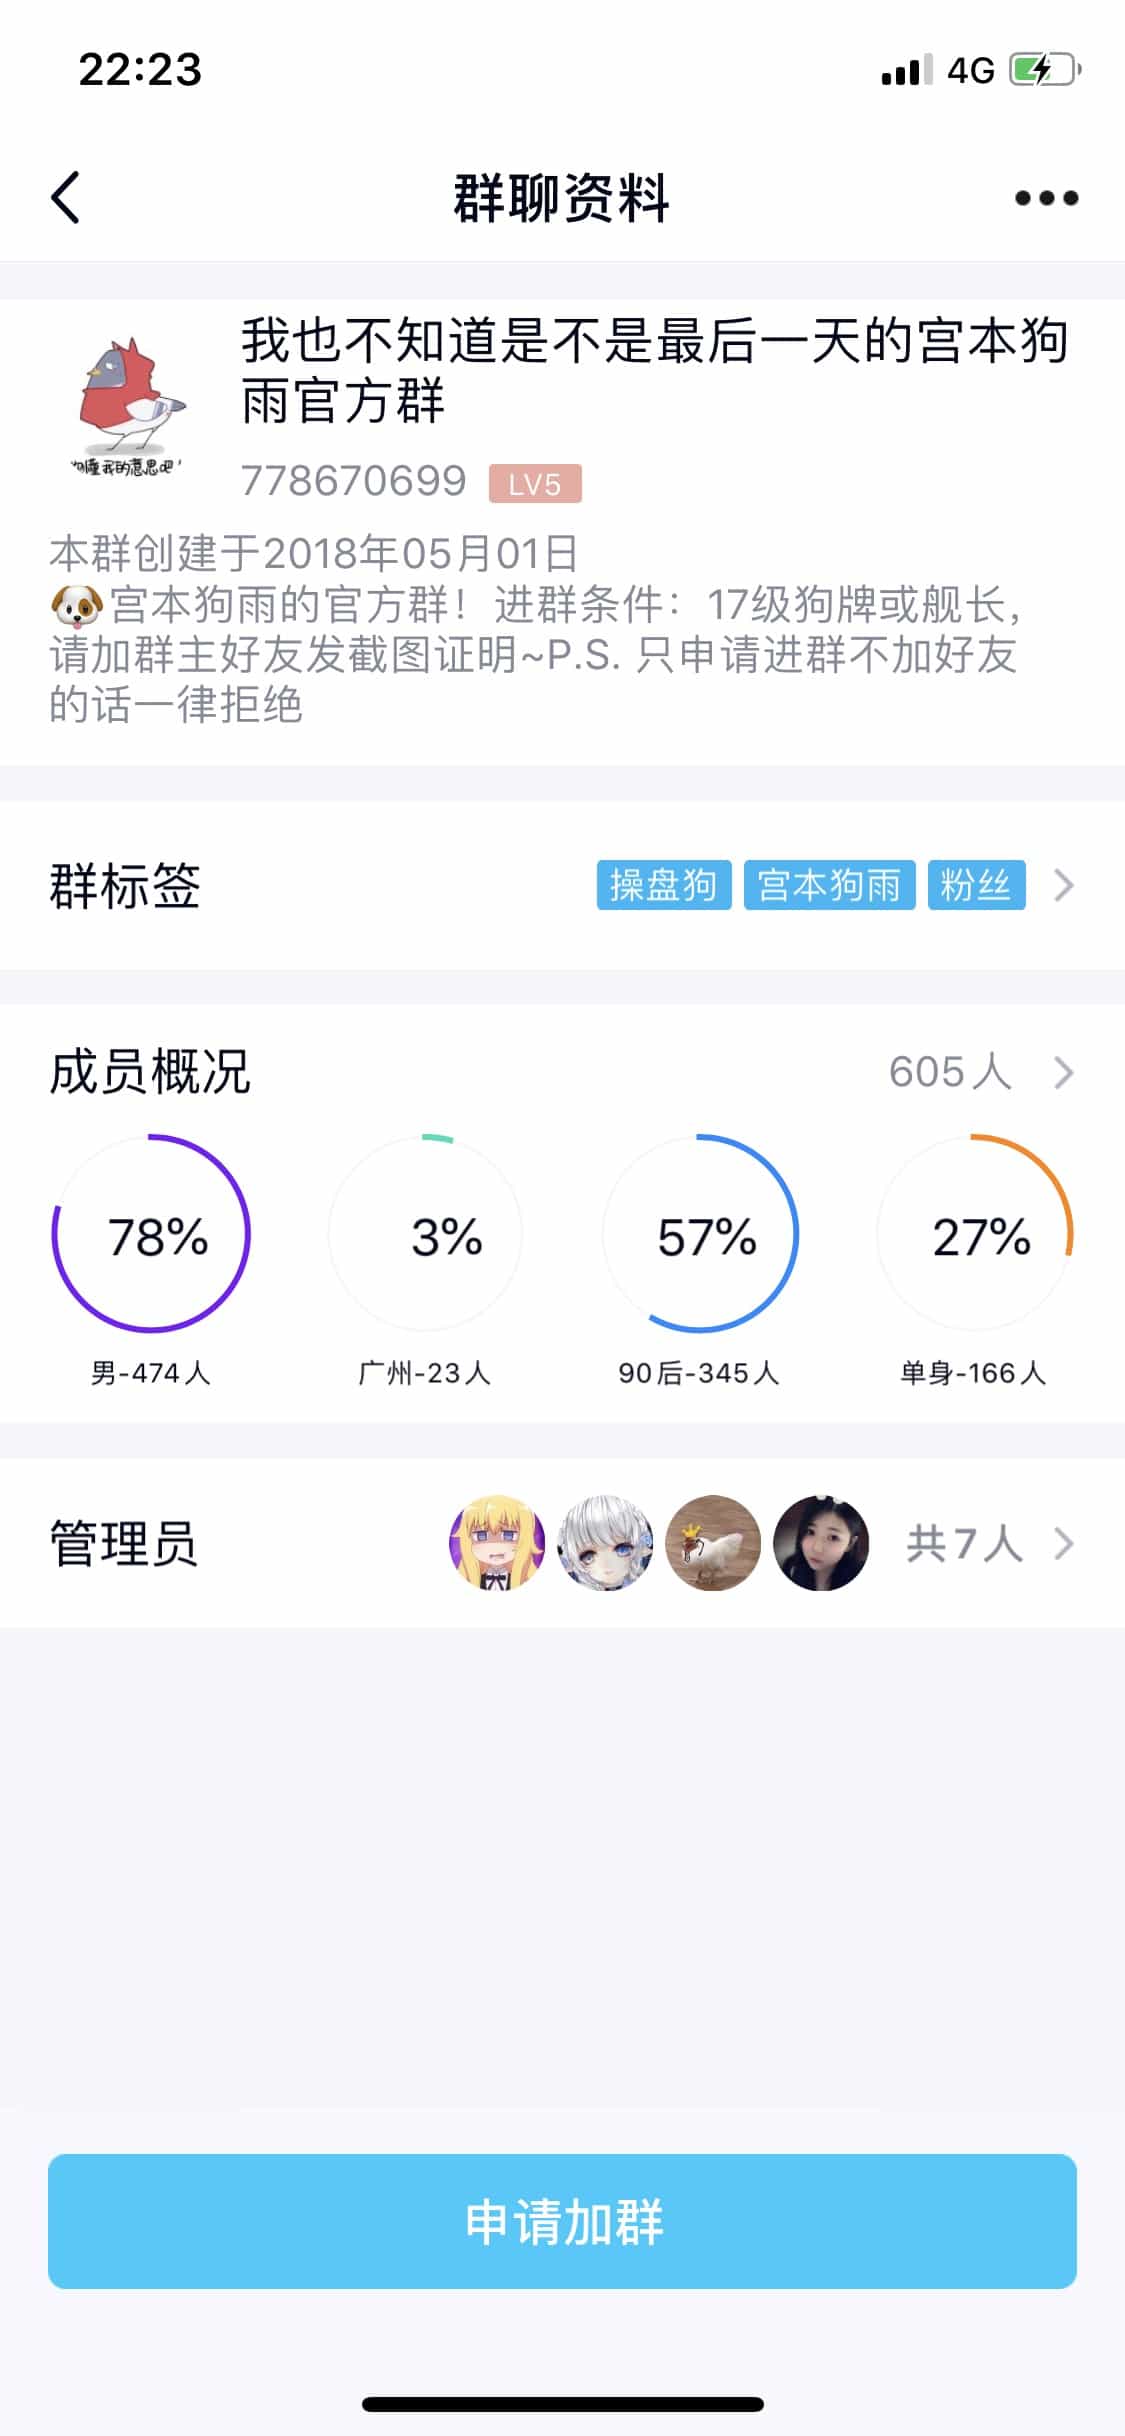 22:23
4G
群聊资料
我也不知道是不是最后一天的宫本狗
雨官方群
778670699 LV5
懂我的意思吧'
本群创建于2018年05月01日
🐶宫本狗雨的官方群！进群条件：17级狗牌或舰长，
请加群主好友发截图证明~P.S. 只申请进群不加好友
的话一律拒绝
群标签 操盘狗 宫本狗雨 粉丝
成员概况 605人
78% 3% 57% 27%
男-474人 广州-23人 90后-345人 单身-166人
管理员 共7人
申请加群